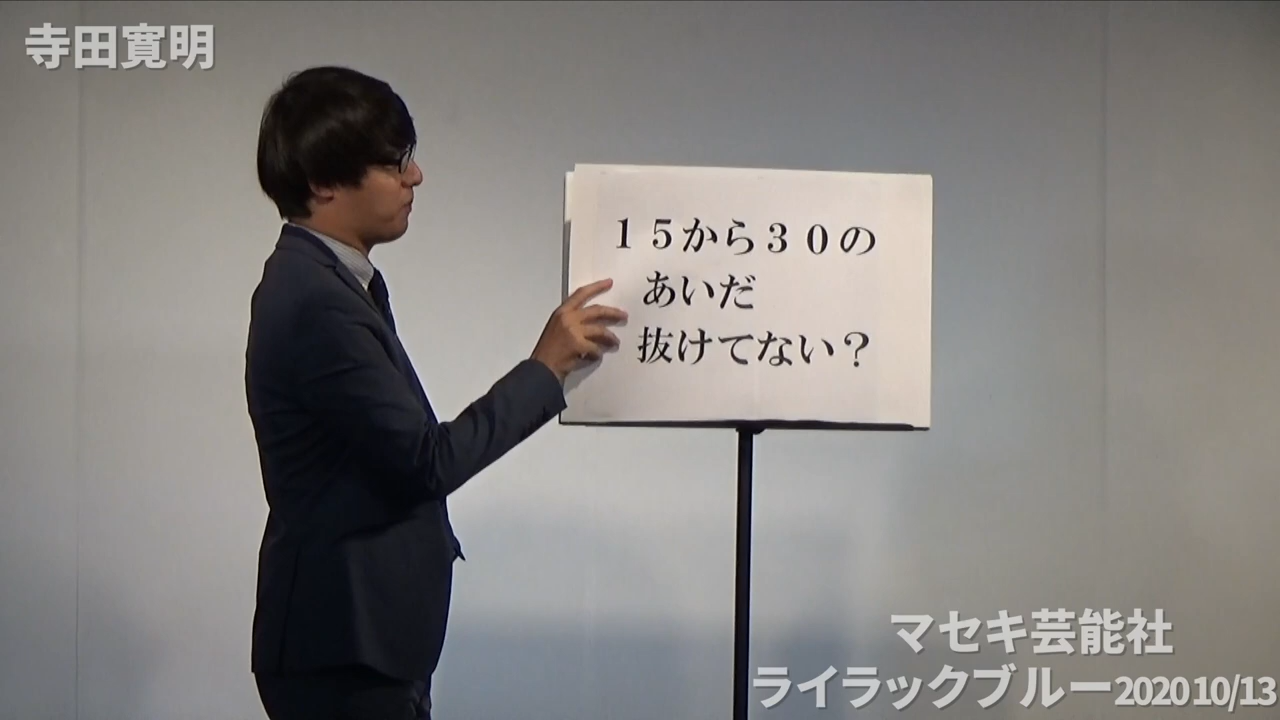 寺田寛明
１５から３０の
あいだ
抜けてない？
マセキ芸能社
ライラックブルー2020 10/13